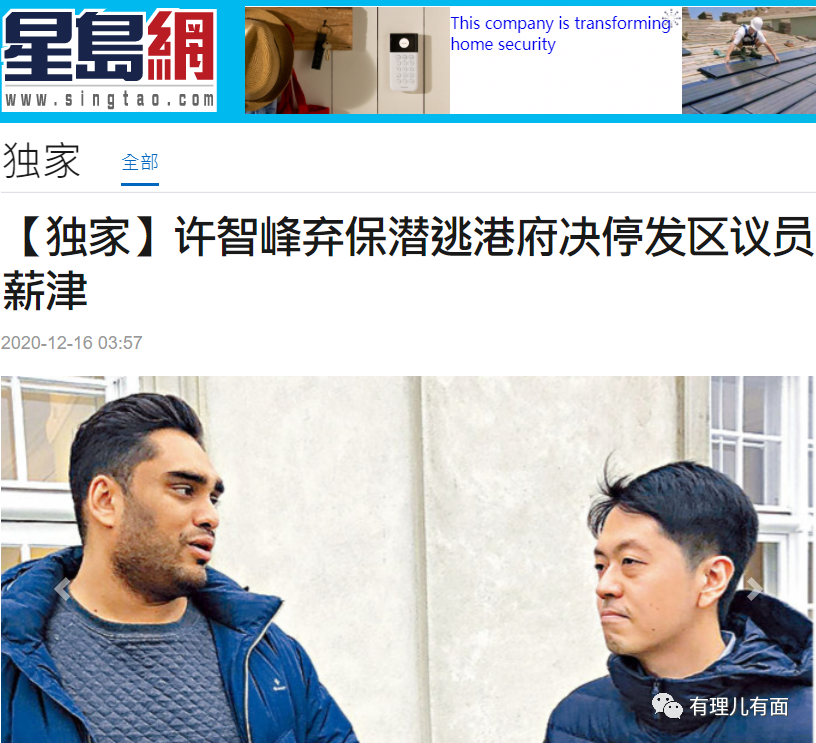 星島網
www.singtao.com
This company is transforming
home security
独家
全部
【独家】许智峰弃保潜逃港府决停发区议员
薪津
2020-12-16 03:57
有理儿有面